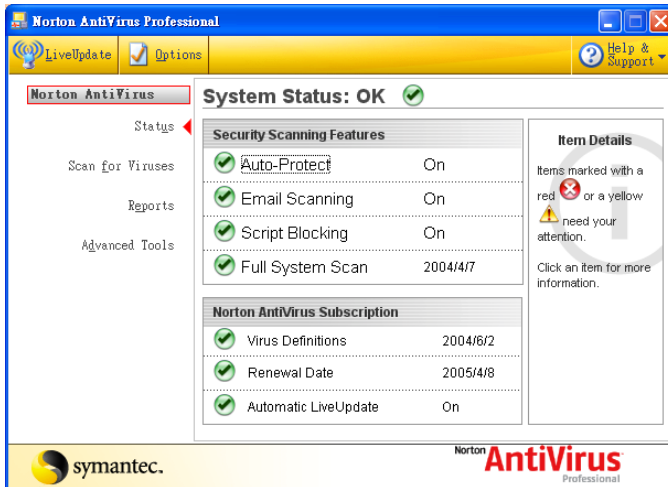 Norton AntiVirus Professional
LiveUpdate Options Help & Support
Norton AntiVirus
Status
Scan for Viruses
Reports
Advanced Tools
System Status: OK
Security Scanning Features
Auto-Protect On
Email Scanning On
Script Blocking On
Full System Scan 2004/4/7
Norton AntiVirus Subscription
Virus Definitions 2004/6/2
Renewal Date 2005/4/8
Automatic LiveUpdate On
Item Details
Items marked with a
red or a yellow
need your
attention.
Click an item for more
information.
symantec.
Norton AntiVirus
Professional